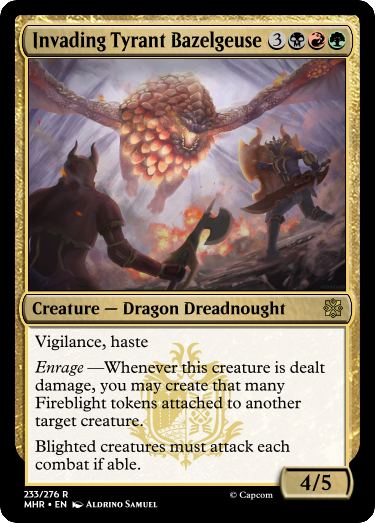 Invading Tyrant Bazelgeuse 3
Creature — Dragon Dreadnought
Vigilance, haste
Enrage —Whenever this creature is dealt
damage, you may create that many
Fireblight tokens attached to another
target creature.
Blighted creatures must attack each
combat if able.
4/5
233/276 R
MHR • EN Aldrino Samuel
© Capcom